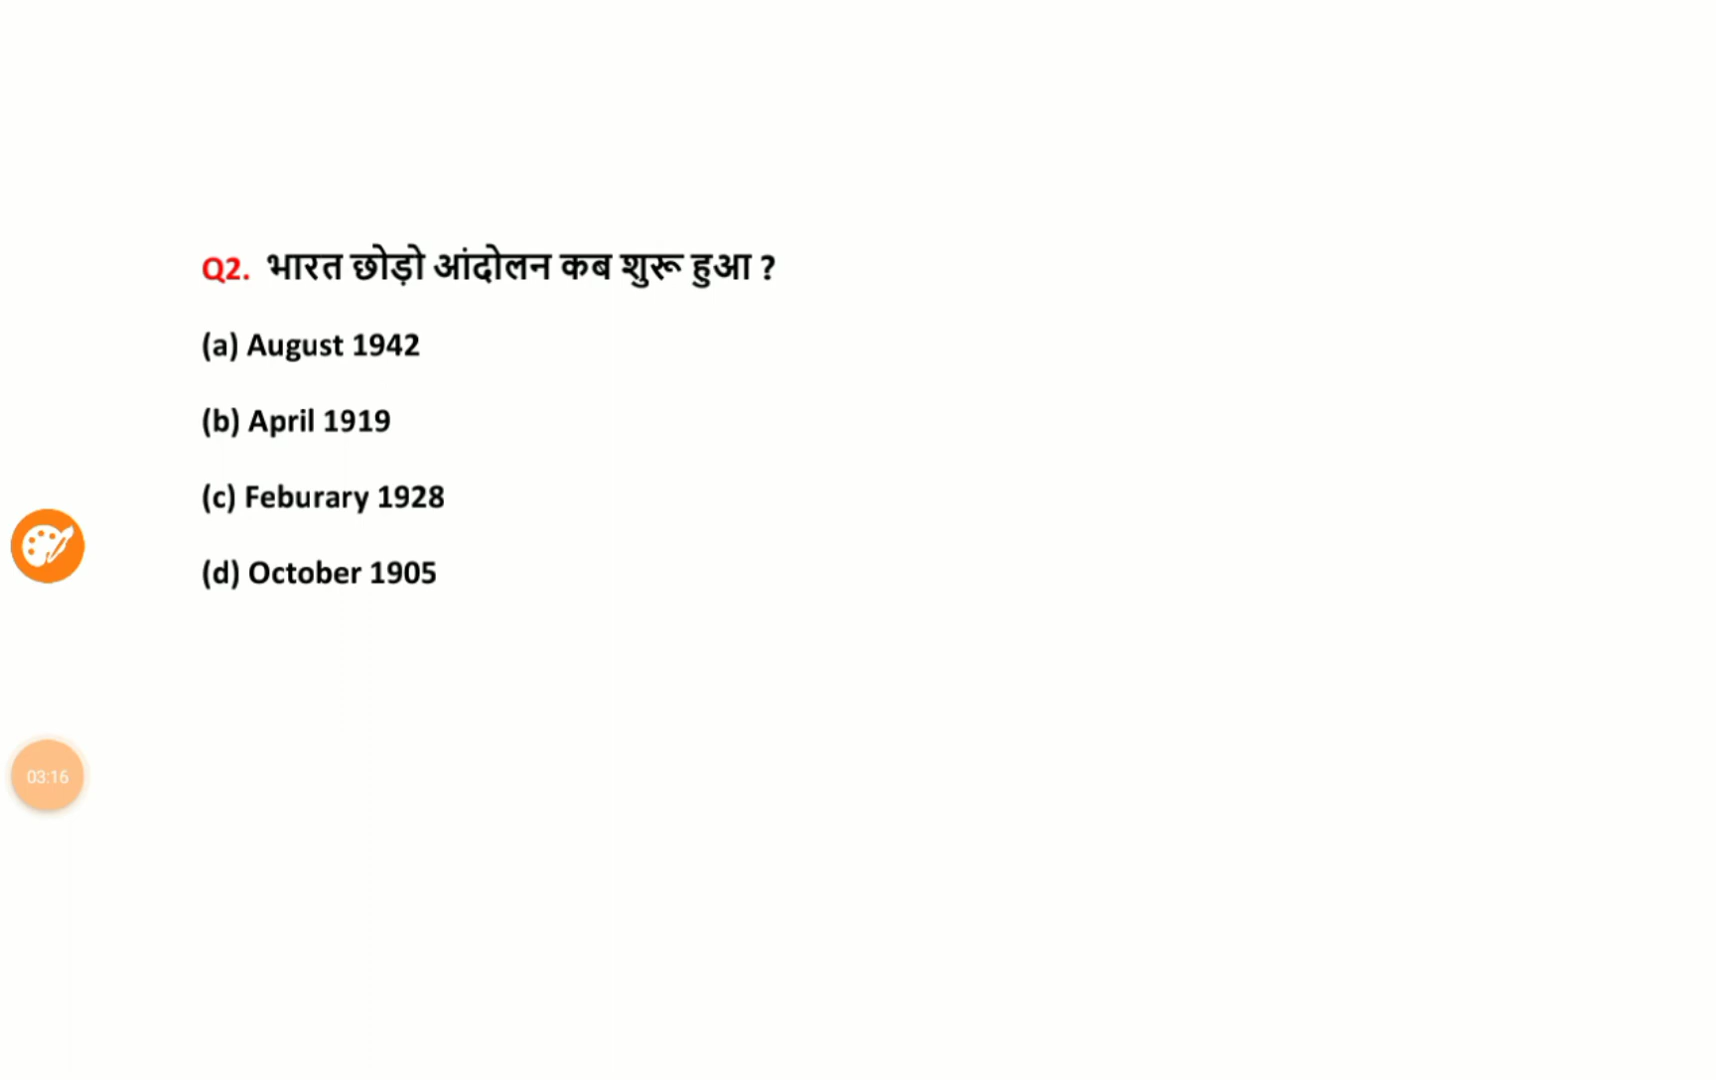 Q2. भारत छोड़ो आंदोलन कब शुरू हुआ ?
(a) August 1942
(b) April 1919
(c) Feburary 1928
(d) October 1905
03:16